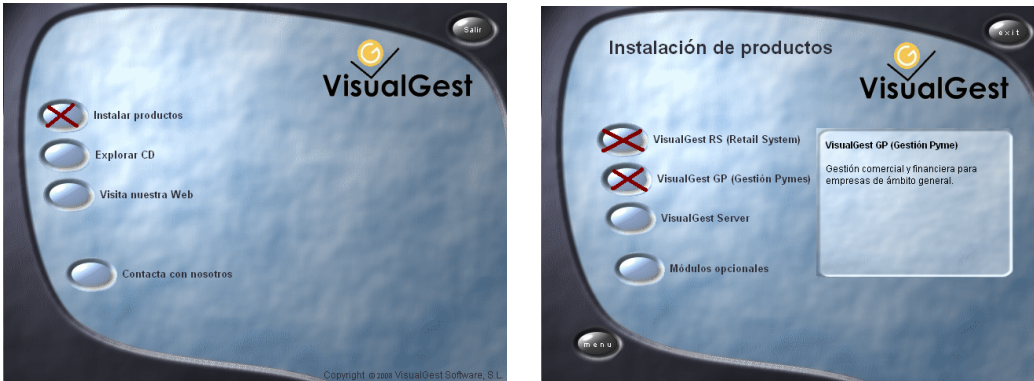 Salir
VisualGest
Instalar productos
Explorar CD
Visita nuestra Web
Contacta con nosotros
Copyright @ 2008 VisualGest Software, S.L.
exit
Instalación de productos
VisualGest
VisualGest RS (Retail System)
VisualGest GP (Gestión Pymes)
VisualGest Server
Módulos opcionales
VisualGest GP (Gestión Pyme)
Gestión comercial y financiera para
empresas de ámbito general.
menu